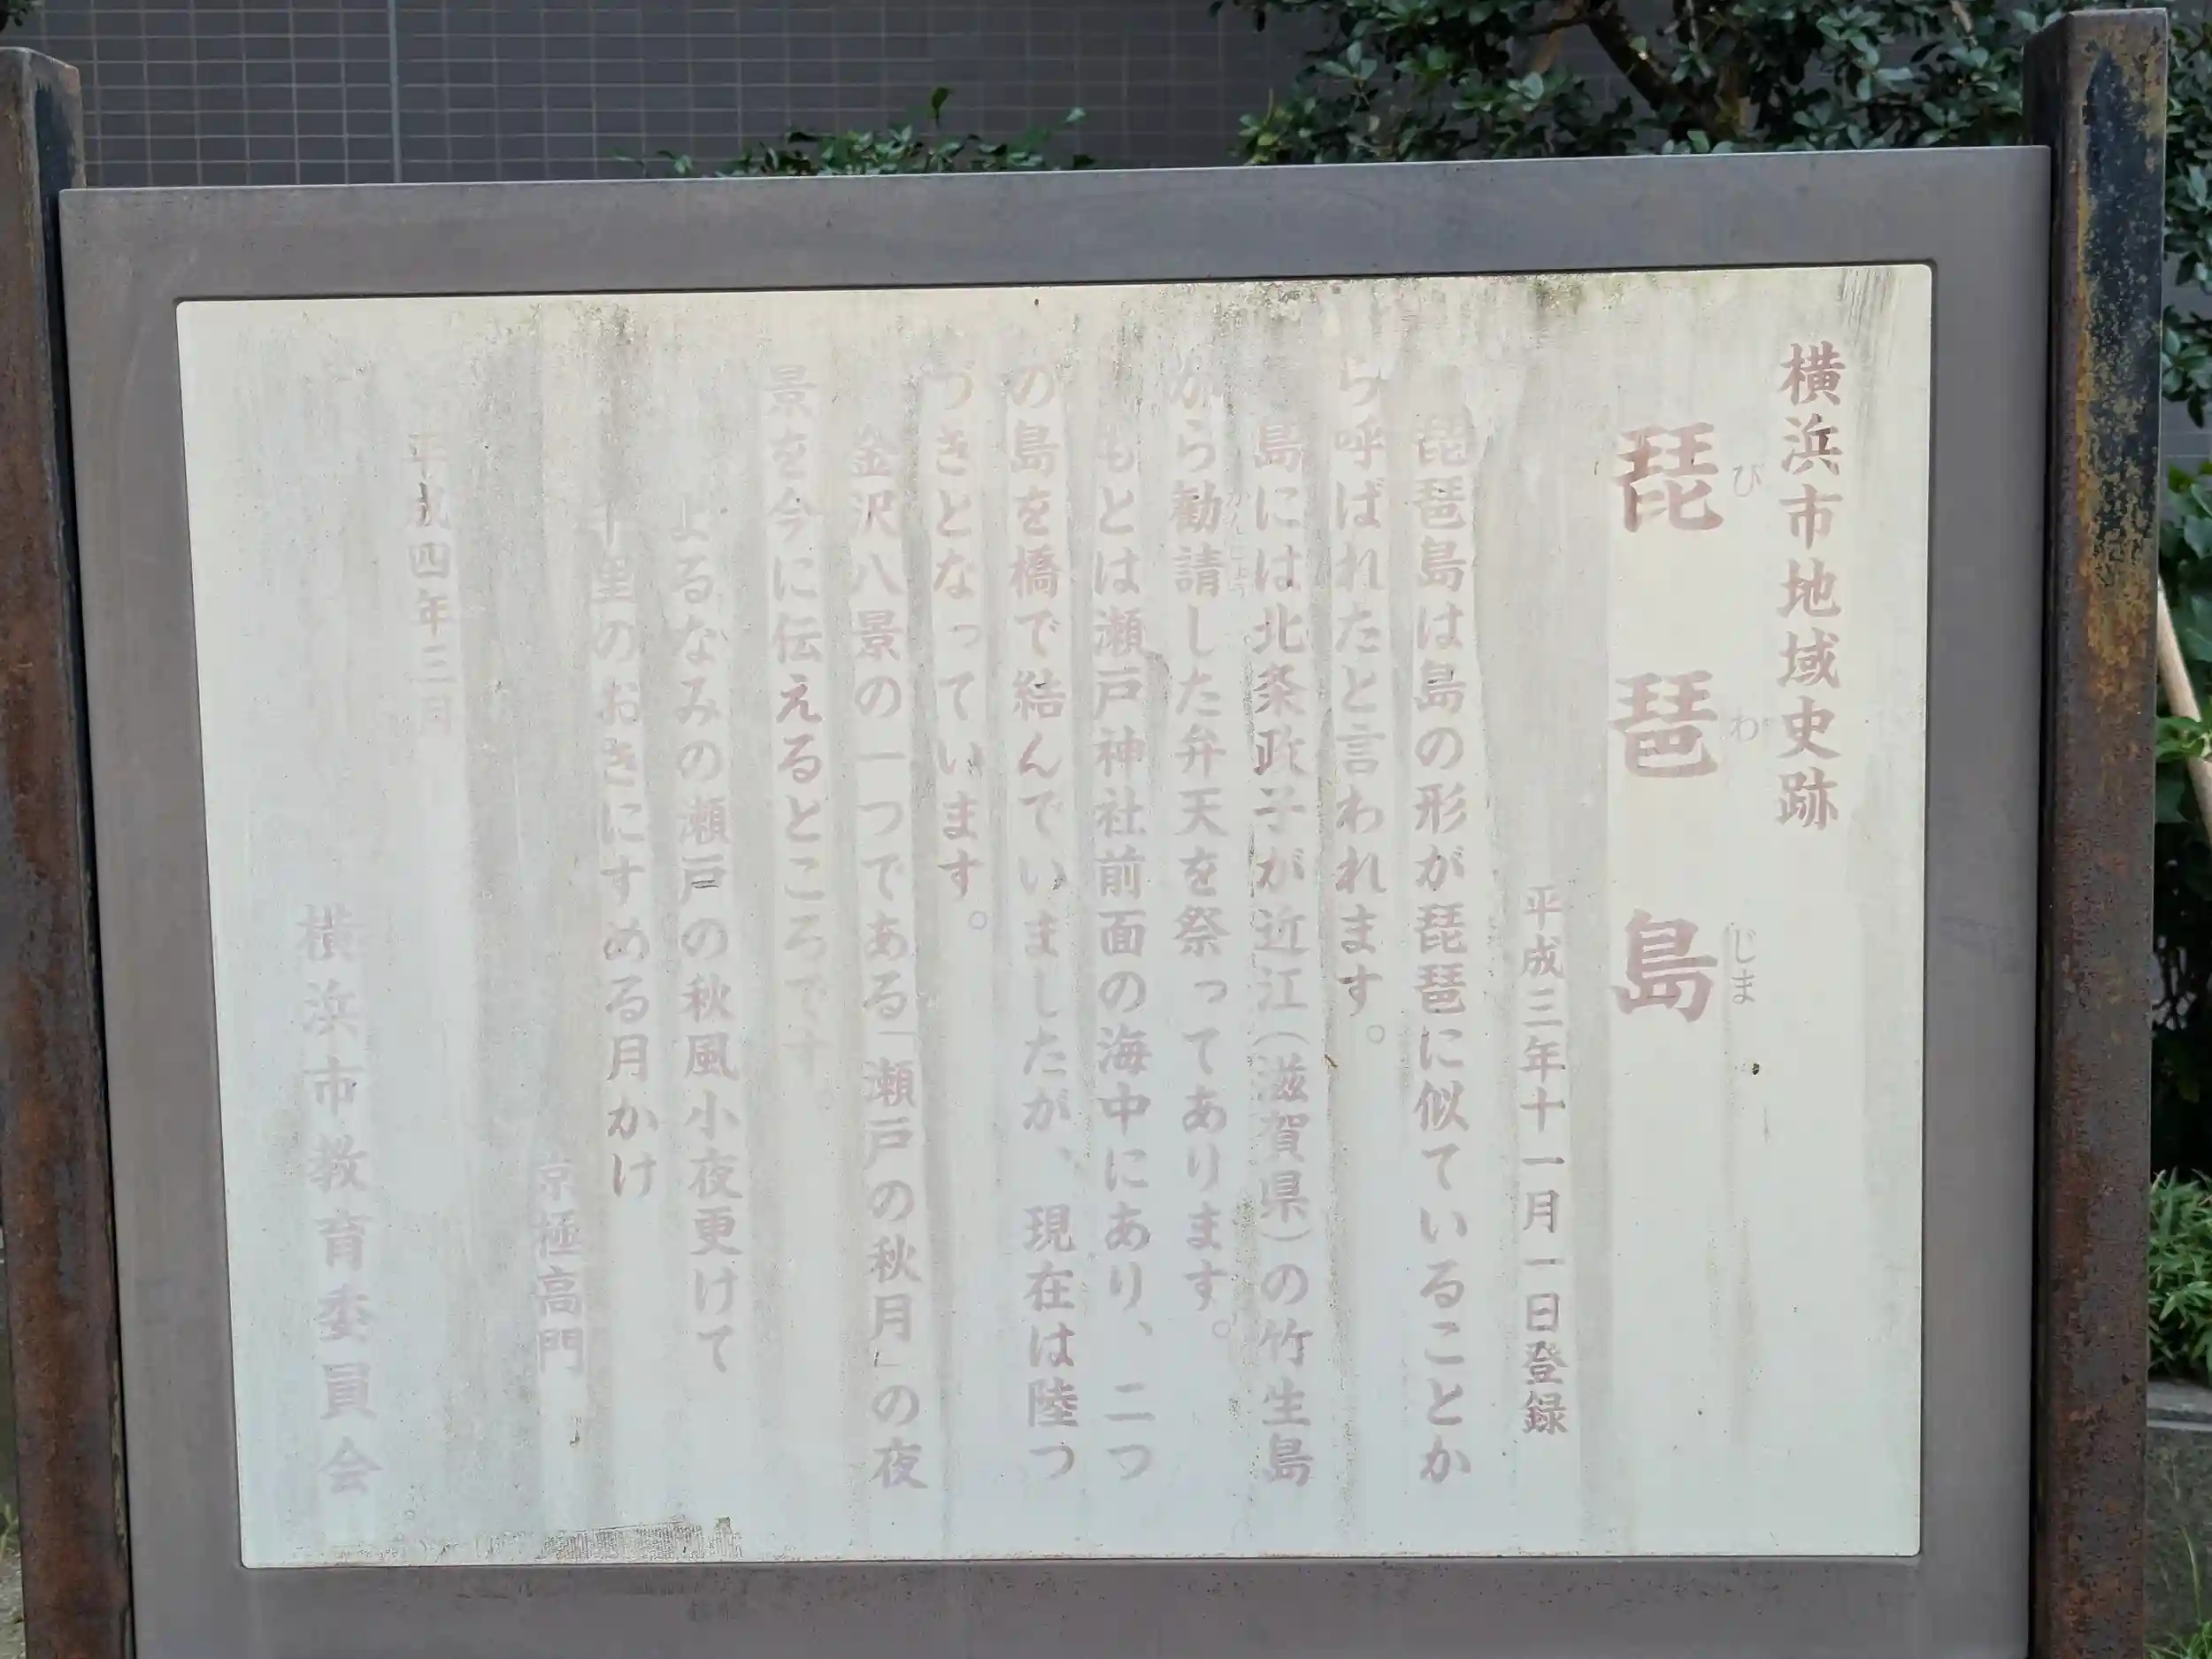 横浜市地域史跡
琵琶島
びわじま
平成三年十一月一日登録
琵琶島は島の形が琵琶に似ていることか
ら呼ばれたと言われます。
島には北条政子が近江(滋賀県)の竹生島
から勧請した弁天を祭ってあります。
かんじょう
もとは瀬戸神社前面の海中にあり、二つ
の島を橋で結んでいましたが、現在は陸つ
づきとなっています。
金沢八景の一つである「瀬戸の秋月」の夜
景を今に伝えるところです
よるなみの瀬戸の秋風小夜更けて
千里のおきにすめる月かけ
京極高門
平成四年三月
横浜市教育委員会